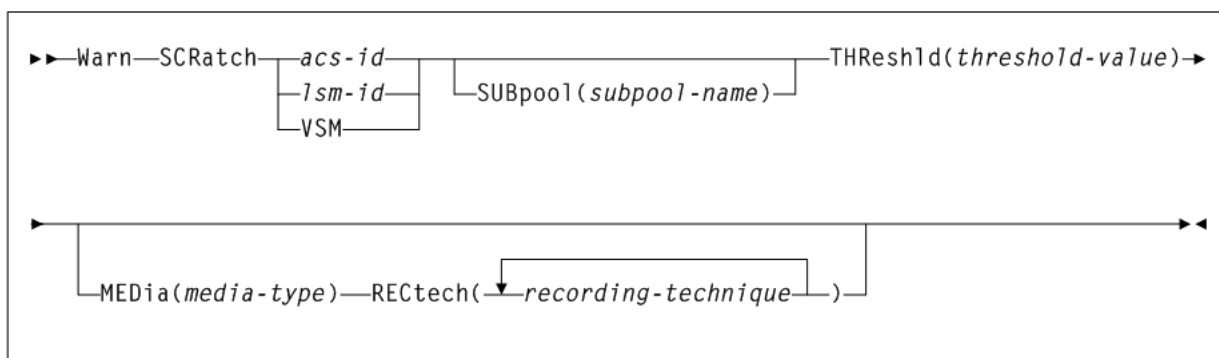 Warn SCRatch acs-id THReshld(threshold-value)
lsm-id SUBpool(subpool-name)
VSM
MEDia(media-type) RECtech( recording-technique )